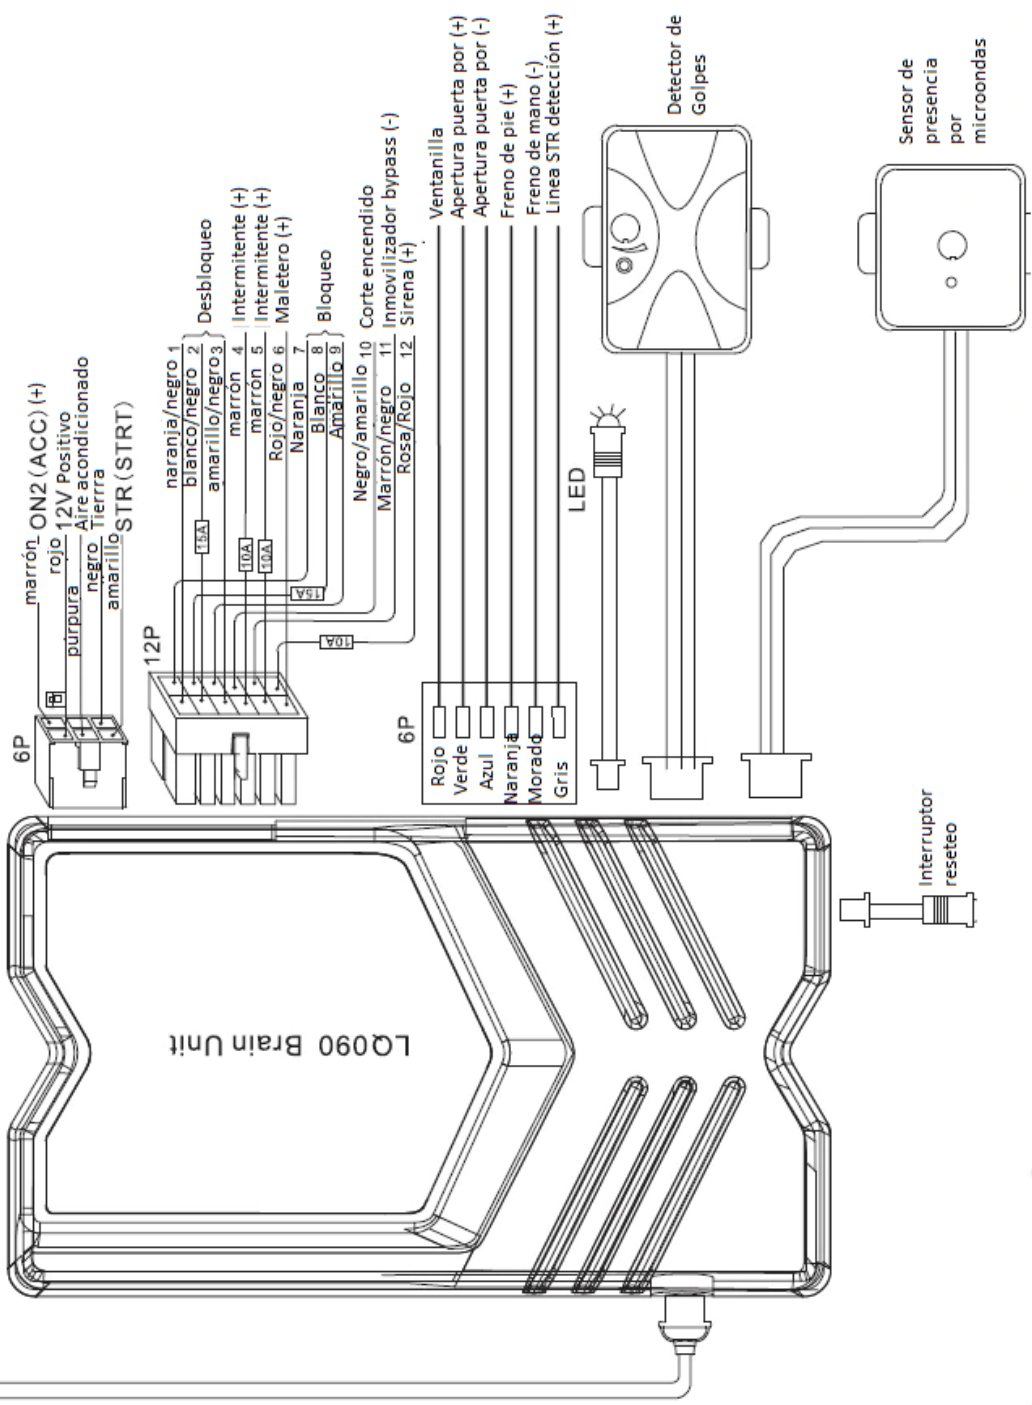 6P
marrón ON2 (ACC) (+)
rojo 12V Positivo
púrpura Aire acondicionado
negro Tierrra
amarillo STR (STRT)
12P
naranja/negro 1
blanco/negro 2
amarillo/negro 3
Desbloqueo
marrón 4 Intermitente (+)
marrón 5 Intermitente (+)
Rojo/negro 6 Maletero (+)
Naranja 7
Blanco 8
Amarillo 9
Bloqueo
Negro/amarillo 10 Corte encendido
Marrón/negro 11 Inmovilizador bypass (-)
Rosa/Rojo 12 Sirena (+)
15A
10A
10A
15A
10A
6P
Rojo Ventanilla
Verde Apertura puerta por (+)
Azul Apertura puerta por (-)
Naranja Freno de pie (+)
Morado Freno de mano (-)
Gris Linea STR detección (+)
LED
Detector de
Golpes
Sensor de
presencia
por
microondas
Interruptor
reseteo
LQ090 Brain Unit